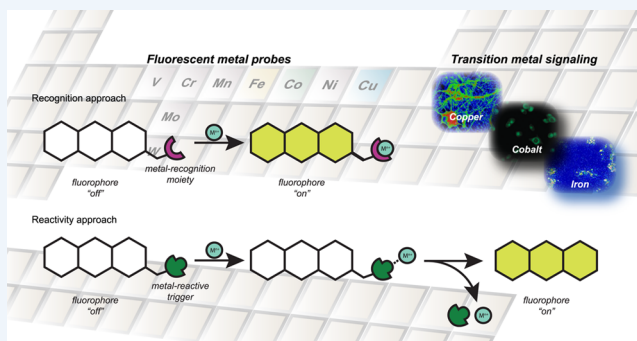 Fluorescent metal probes
Transition metal signaling
V Cr Mn Fe Co Ni Cu
Mo
W
Recognition approach
Mⁿ⁺
Mⁿ⁺
fluorophore
"off"
metal-recognition
moiety
fluorophore
"on"
Copper
Cobalt
Iron
Reactivity approach
Mⁿ⁺
Mⁿ⁺
fluorophore
"off"
metal-reactive
trigger
Mⁿ⁺
fluorophore
"on"